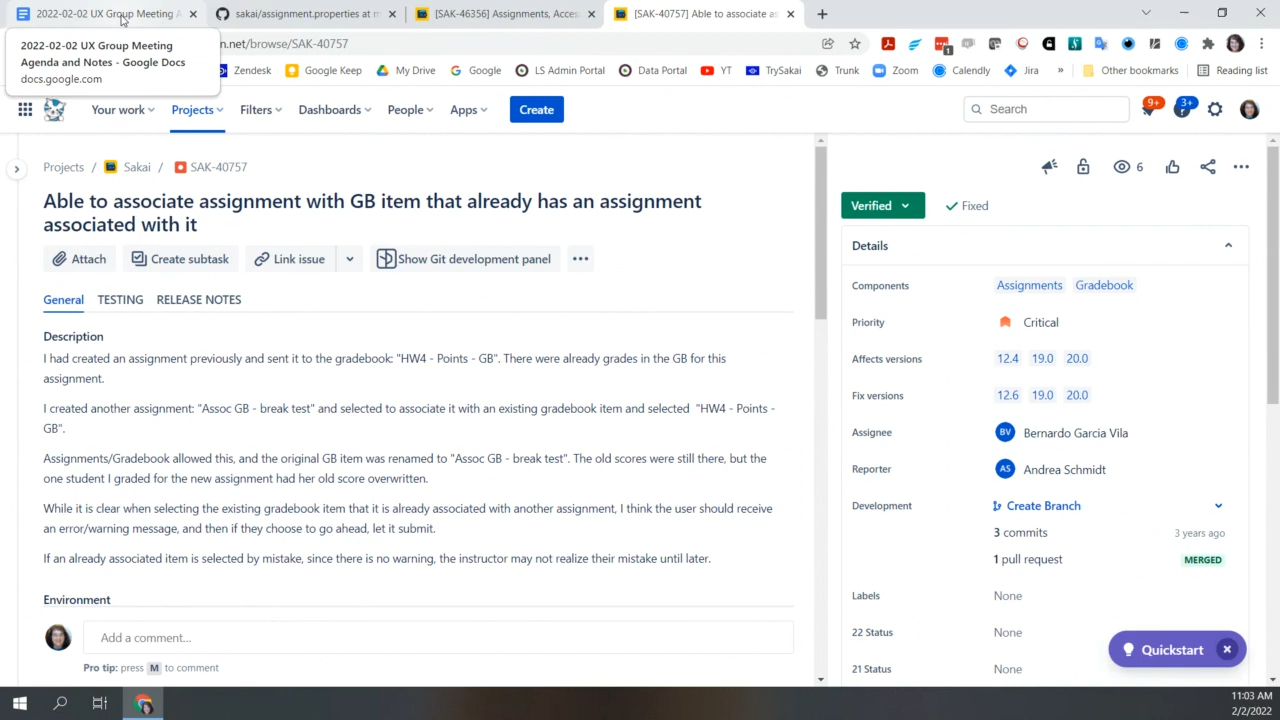 2022-02-02 UX Group Meeting A
sakai/assignment.properties at m
[SAK-46356] Assignments, Acces
[SAK-40757] Able to associate as
2022-02-02 UX Group Meeting
Agenda and Notes - Google Docs
docs.google.com
n.net/browse/SAK-40757
Zendesk
Google Keep
My Drive
Google
LS Admin Portal
Data Portal
YT
TrySakai
Trunk
Zoom
Calendly
Jira
»
Other bookmarks
Reading list
Your work
Projects
Filters
Dashboards
People
Apps
Create
Search
9+
3+
Projects / Sakai / SAK-40757
6
Able to associate assignment with GB item that already has an assignment
associated with it
Verified
Fixed
Attach
Create subtask
Link issue
Show Git development panel
General
TESTING
RELEASE NOTES
Description
I had created an assignment previously and sent it to the gradebook: "HW4 - Points - GB". There were already grades in the GB for this
assignment.
I created another assignment: "Assoc GB - break test" and selected to associate it with an existing gradebook item and selected "HW4 - Points -
GB".
Assignments/Gradebook allowed this, and the original GB item was renamed to "Assoc GB - break test". The old scores were still there, but the
one student I graded for the new assignment had her old score overwritten.
While it is clear when selecting the existing gradebook item that it is already associated with another assignment, I think the user should receive
an error/warning message, and then if they choose to go ahead, let it submit.
If an already associated item is selected by mistake, since there is no warning, the instructor may not realize their mistake until later.
Environment
Add a comment...
Pro tip: press M to comment
Details
Components
Assignments Gradebook
Priority
Critical
Affects versions
12.4 19.0 20.0
Fix versions
12.6 19.0 20.0
Assignee
BV Bernardo Garcia Vila
Reporter
AS Andrea Schmidt
Development
Create Branch
3 commits
3 years ago
1 pull request
MERGED
Labels
None
22 Status
None
21 Status
None
Quickstart
11:03 AM
2/2/2022